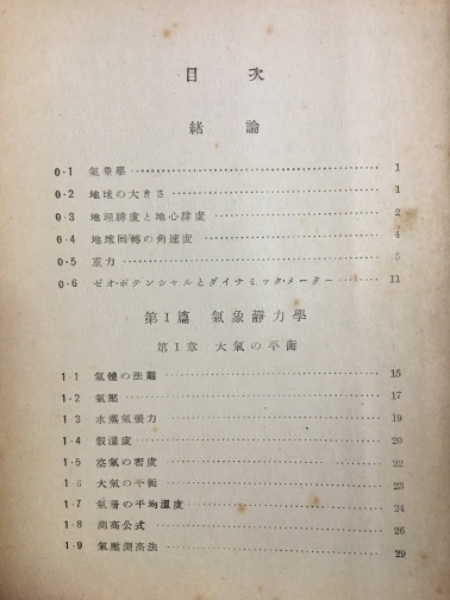 目次
緒論
0·1 氣象學 1
0·2 地球の大きさ 1
0·3 地理緯度と地心緯度 2
0·4 地球回轉の角速度 4
0·5 重力 5
0·6 ゼオ·ポテンシャルとダイナミック·メーター 11
第1篇 氣象靜力學
第1章 大氣の平衡
1·1 氣體の法則 15
1·2 氣壓 17
1·3 水蒸氣張力 19
1·4 假溫度 20
1·5 空氣の密度 22
1·6 大氣の平衡 23
1·7 氣層の平均溫度 24
1·8 測高公式 26
1·9 氣壓測高法 29